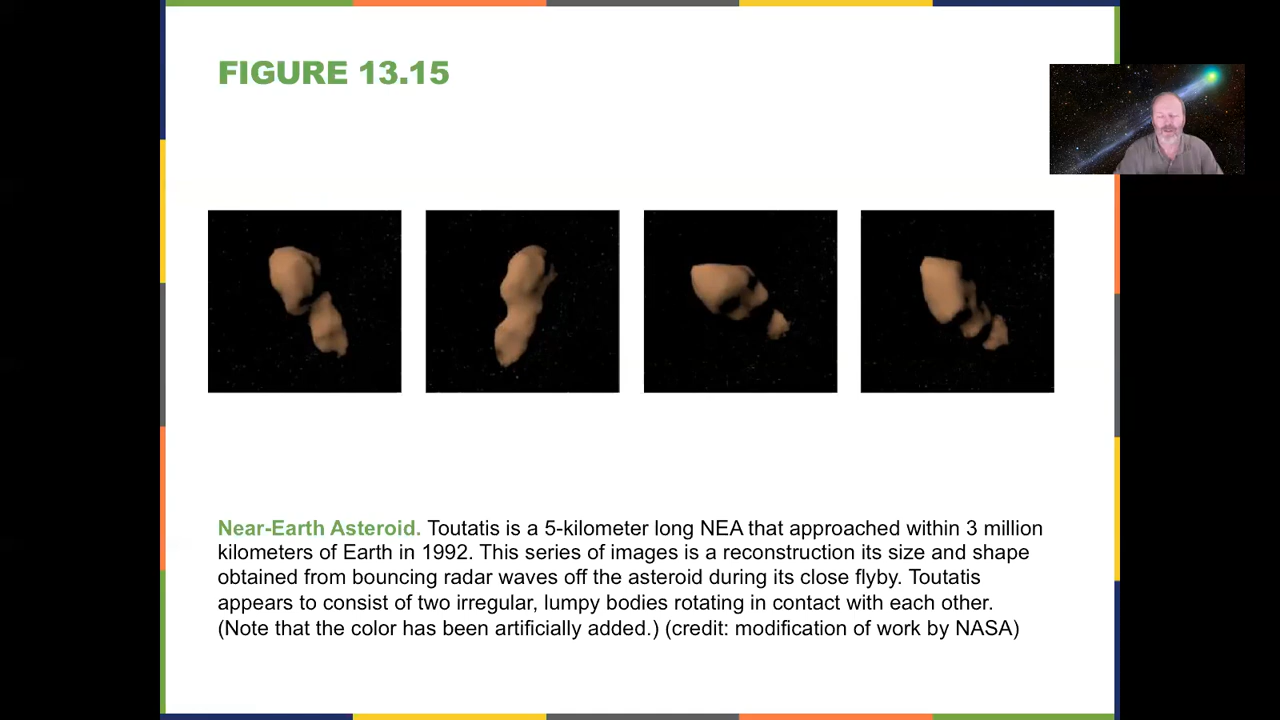 FIGURE 13.15
Near-Earth Asteroid. Toutatis is a 5-kilometer long NEA that approached within 3 million
kilometers of Earth in 1992. This series of images is a reconstruction its size and shape
obtained from bouncing radar waves off the asteroid during its close flyby. Toutatis
appears to consist of two irregular, lumpy bodies rotating in contact with each other.
(Note that the color has been artificially added.) (credit: modification of work by NASA)